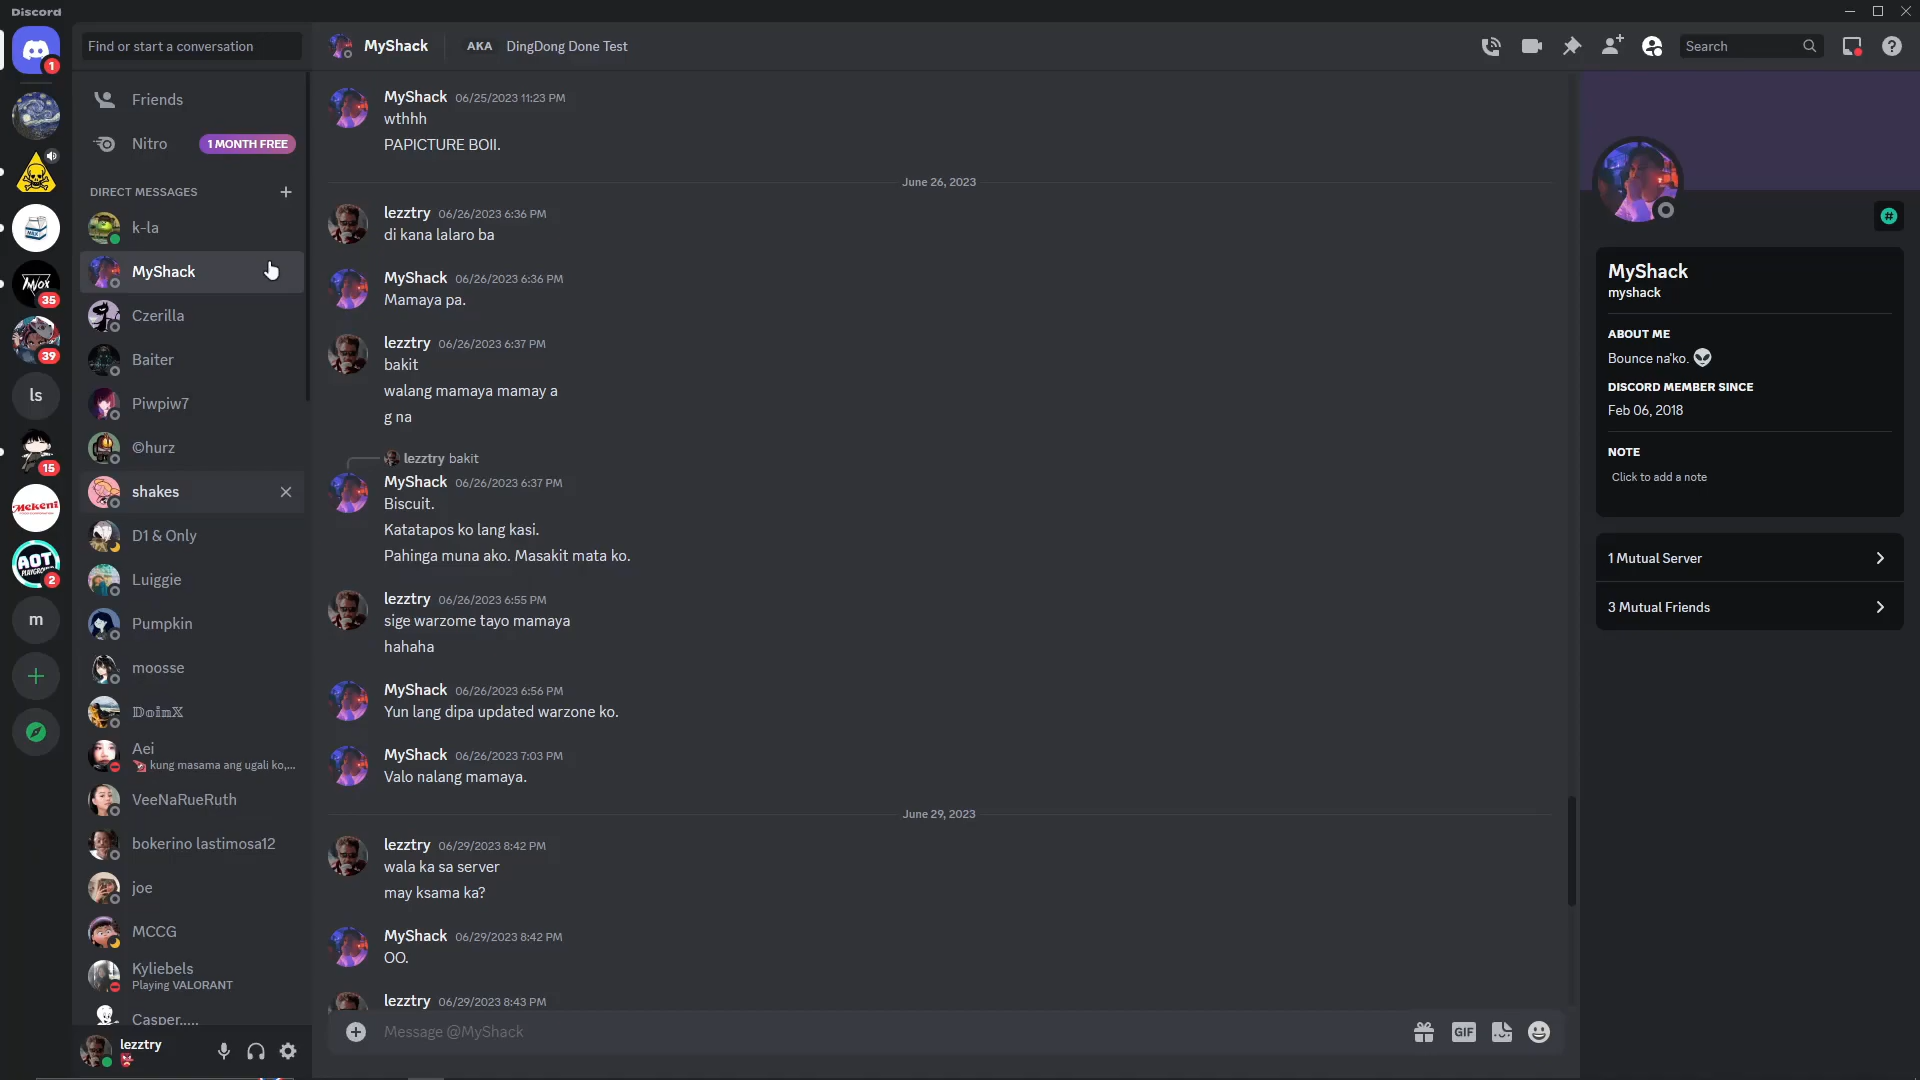 Discord
Find or start a conversation
Friends
Nitro
1 MONTH FREE
DIRECT MESSAGES
k-la
MyShack
Czerilla
Baiter
Piwpiw7
©hurz
shakes
D1 & Only
Luiggie
Pumpkin
moosse
𝔻𝕠𝕚𝕟𝕏
Aei
kung masama ang ugali ko,...
VeeNaRueRuth
bokerino lastimosa12
joe
MCCG
Kyliebels
Playing VALORANT
Casper.....
lezztry
1
35
39
ls
15
Mekeni
AOT
2
m
MyShack
AKA
DingDong Done Test
Search
MyShack 06/25/2023 11:23 PM
wthhh
PAPICTURE BOII.
June 26, 2023
lezztry 06/26/2023 6:36 PM
di kana lalaro ba
MyShack 06/26/2023 6:36 PM
Mamaya pa.
lezztry 06/26/2023 6:37 PM
bakit
walang mamaya mamay a
g na
lezztry bakit
MyShack 06/26/2023 6:37 PM
Biscuit.
Katatapos ko lang kasi.
Pahinga muna ako. Masakit mata ko.
lezztry 06/26/2023 6:55 PM
sige warzome tayo mamaya
hahaha
MyShack 06/26/2023 6:56 PM
Yun lang dipa updated warzone ko.
MyShack 06/26/2023 7:03 PM
Valo nalang mamaya.
June 29, 2023
lezztry 06/29/2023 8:42 PM
wala ka sa server
may ksama ka?
MyShack 06/29/2023 8:42 PM
OO.
lezztry 06/29/2023 8:43 PM
Message @MyShack
GIF
MyShack
myshack
ABOUT ME
Bounce na'ko. 👽
DISCORD MEMBER SINCE
Feb 06, 2018
NOTE
Click to add a note
1 Mutual Server
3 Mutual Friends